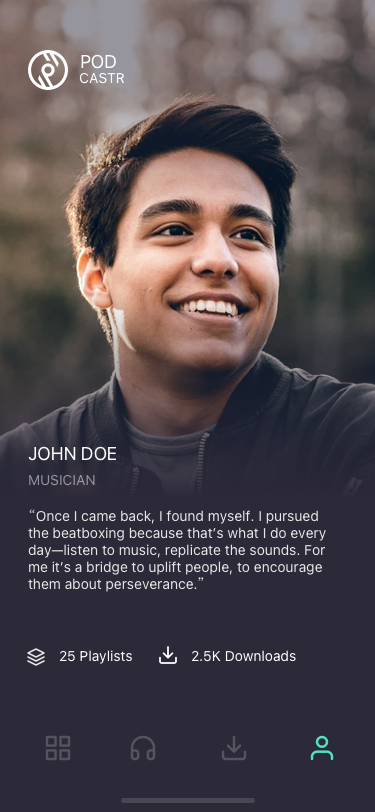 POD
CASTR
JOHN DOE
MUSICIAN
“Once I came back, I found myself. I pursued
the beatboxing because that’s what I do every
day—listen to music, replicate the sounds. For
me it’s a bridge to uplift people, to encourage
them about perseverance.”
25 Playlists 2.5K Downloads